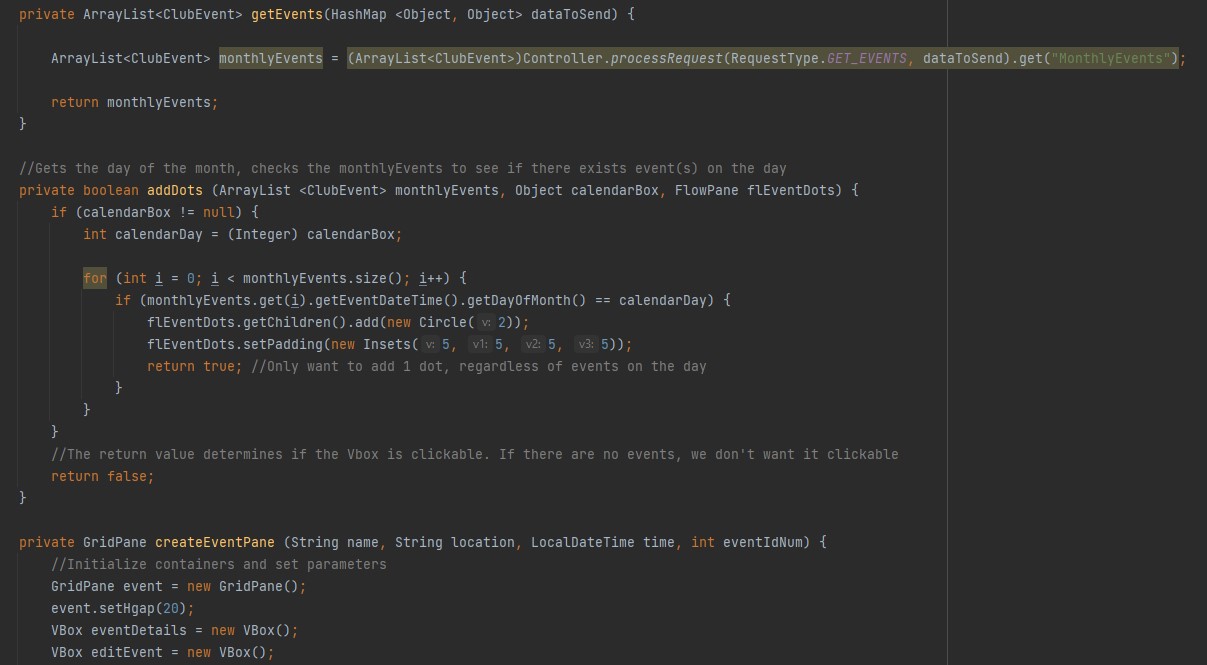 private ArrayList<ClubEvent> getEvents(HashMap <Object, Object> dataToSend) {
ArrayList<ClubEvent> monthlyEvents = (ArrayList<ClubEvent>)Controller.processRequest(RequestType.GET_EVENTS, dataToSend).get("MonthlyEvents");
return monthlyEvents;
}
//Gets the day of the month, checks the monthlyEvents to see if there exists event(s) on the day
private boolean addDots (ArrayList <ClubEvent> monthlyEvents, Object calendarBox, FlowPane flEventDots) {
if (calendarBox != null) {
int calendarDay = (Integer) calendarBox;
for (int i = 0; i < monthlyEvents.size(); i++) {
if (monthlyEvents.get(i).getEventDateTime().getDayOfMonth() == calendarDay) {
flEventDots.getChildren().add(new Circle( v: 2));
flEventDots.setPadding(new Insets( v: 5, v1: 5, v2: 5, v3: 5));
return true; //Only want to add 1 dot, regardless of events on the day
}
}
}
//The return value determines if the Vbox is clickable. If there are no events, we don't want it clickable
return false;
}
private GridPane createEventPane (String name, String location, LocalDateTime time, int eventIdNum) {
//Initialize containers and set parameters
GridPane event = new GridPane();
event.setHgap(20);
VBox eventDetails = new VBox();
VBox editEvent = new VBox();